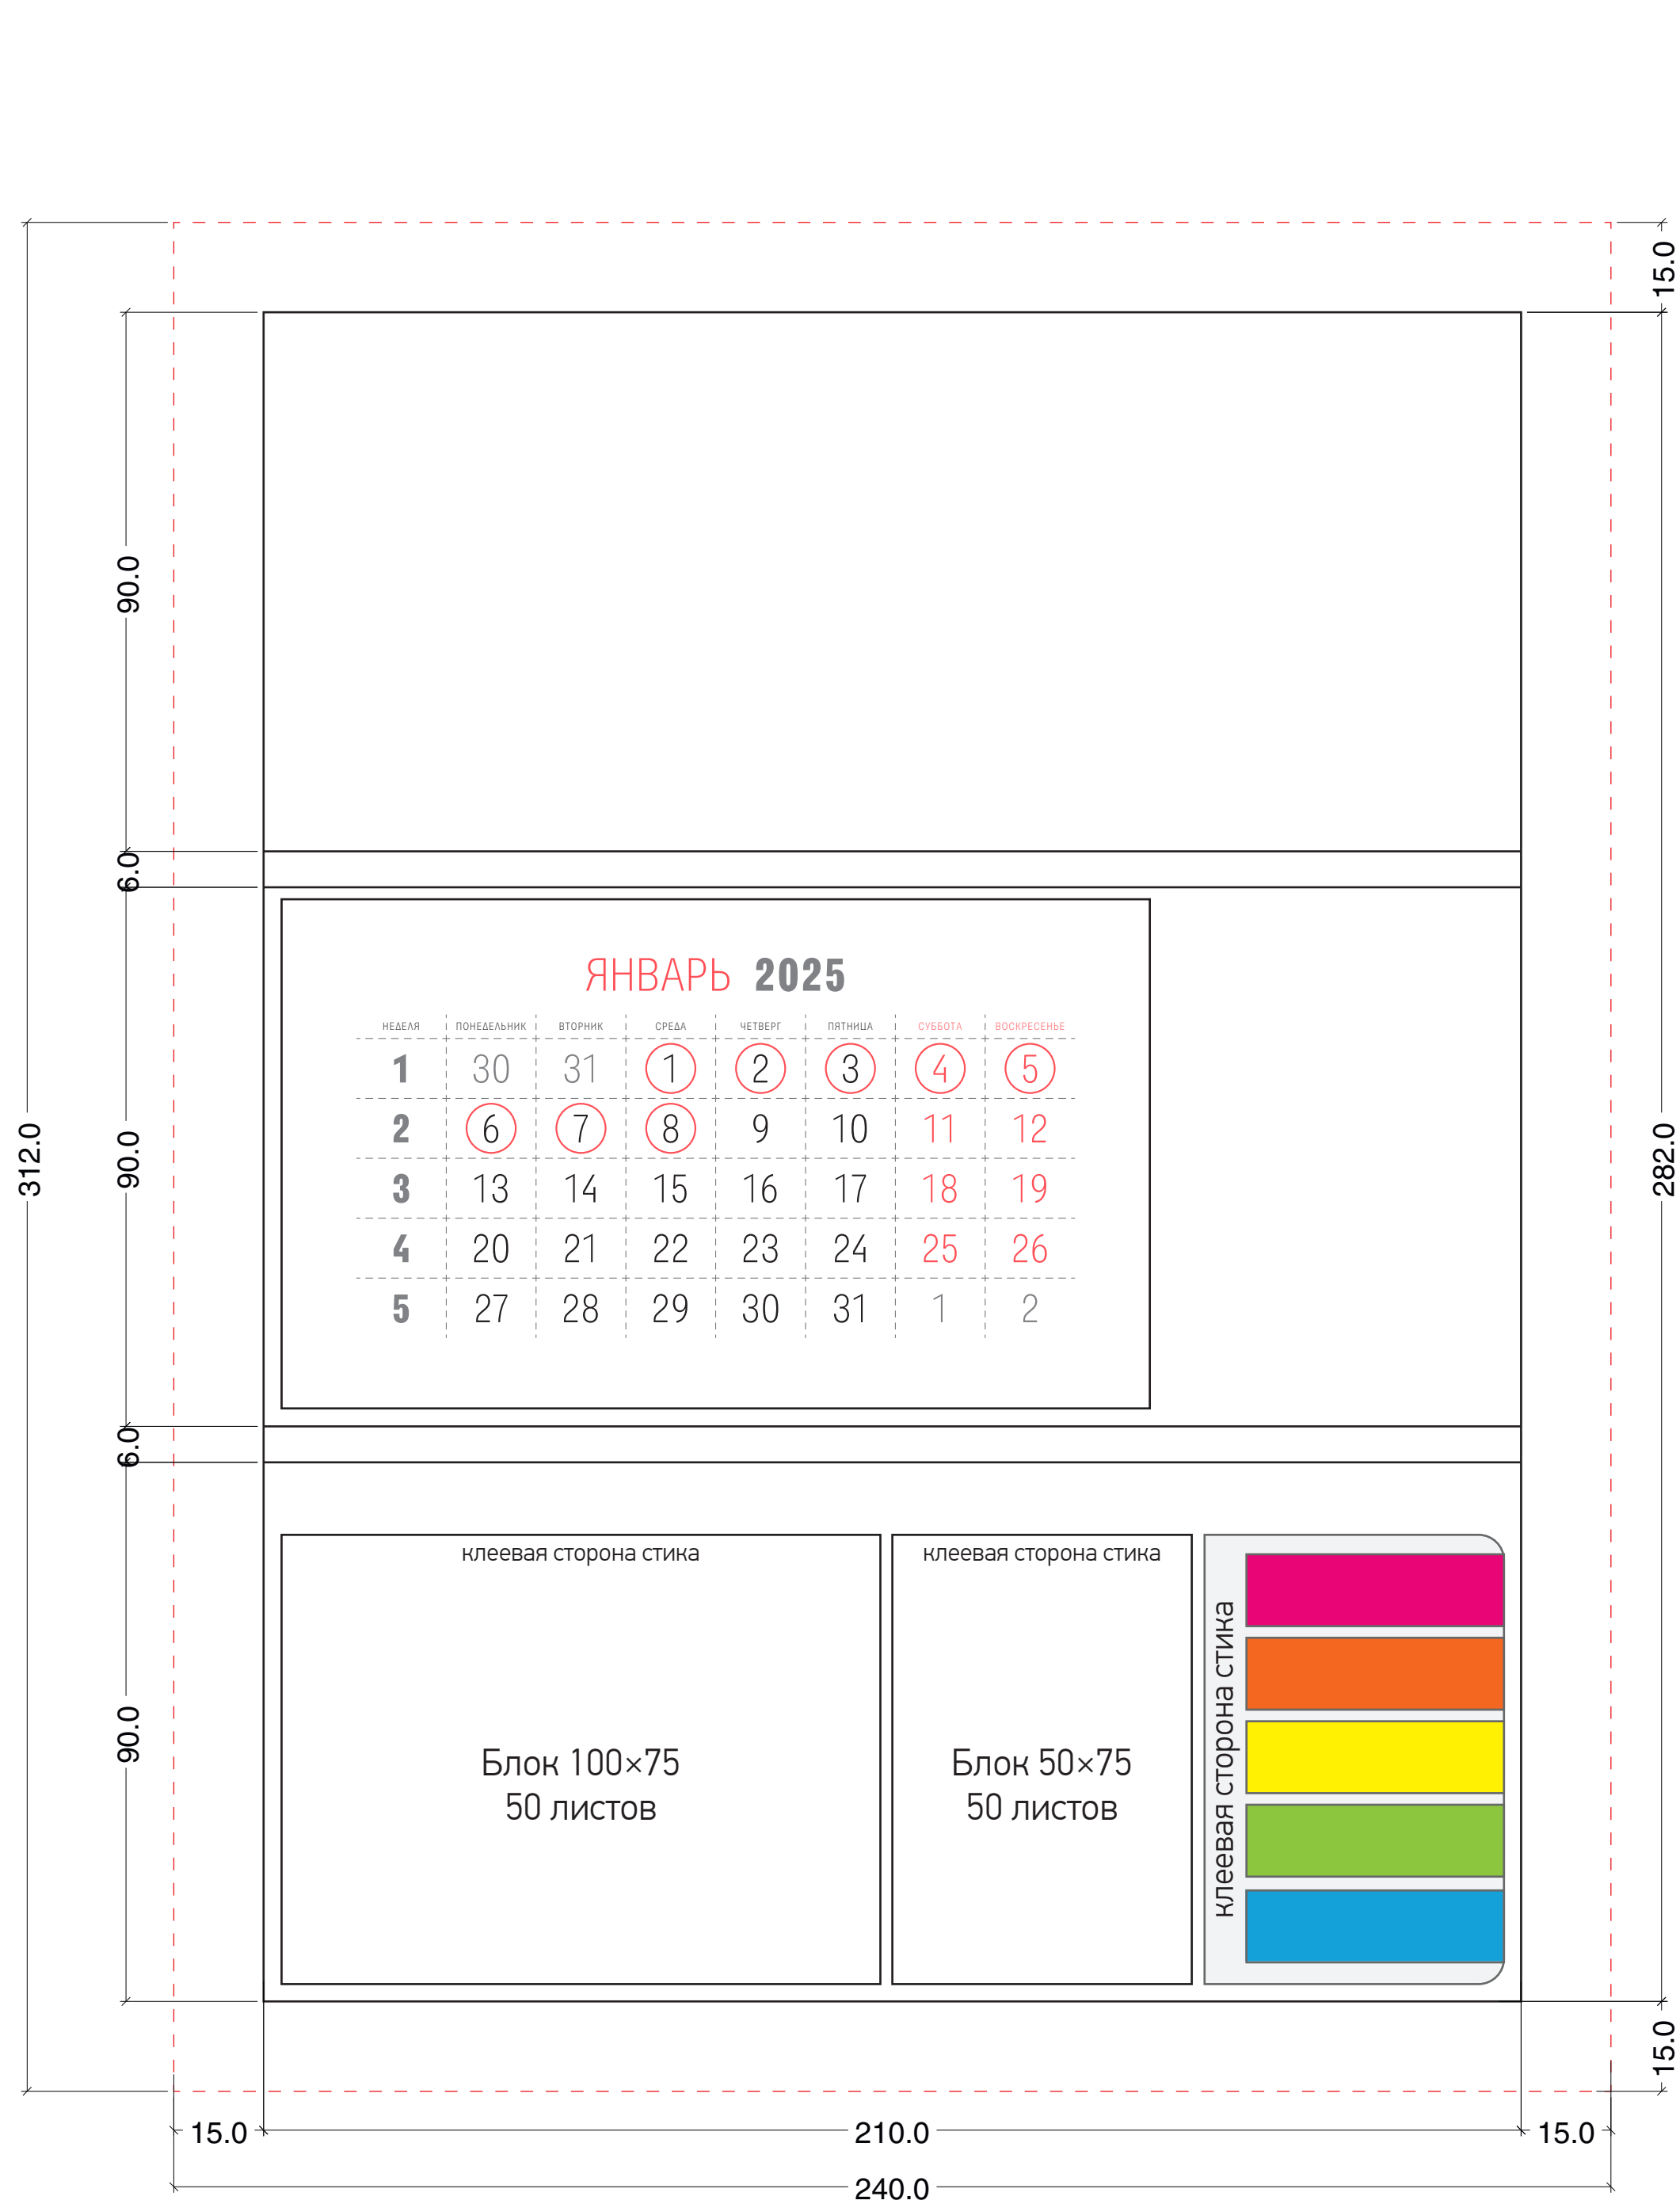 15.0
90.0
6.0
ЯНВАРЬ 2025
НЕДЕЛЯ ПОНЕДЕЛЬНИК ВТОРНИК СРЕДА ЧЕТВЕРГ ПЯТНИЦА СУББОТА ВОСКРЕСЕНЬЕ
1 30 31 1 2 3 4 5
2 6 7 8 9 10 11 12
3 13 14 15 16 17 18 19
4 20 21 22 23 24 25 26
5 27 28 29 30 31 1 2
312.0
90.0
282.0
6.0
клеевая сторона стика
клеевая сторона стика
клеевая сторона стика
Блок 100×75
50 листов
Блок 50×75
50 листов
90.0
15.0
15.0
210.0
15.0
240.0